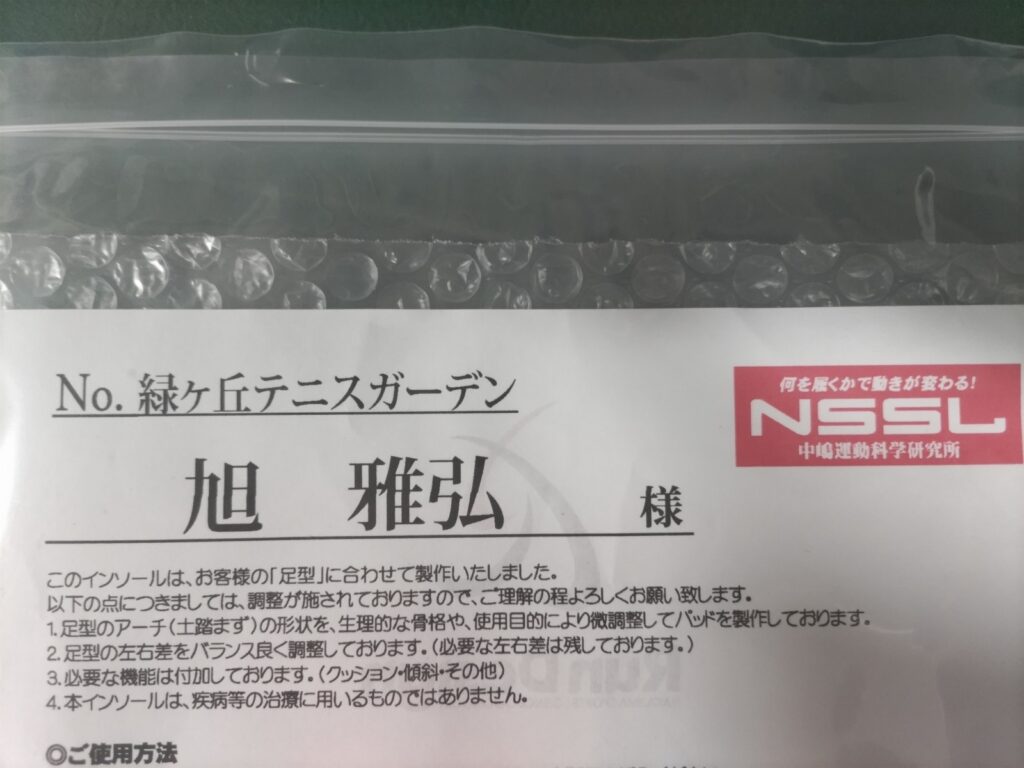 No. 緑ヶ丘テニスガーデン
何を履くかで動きが変わる!
NSSL
中嶋運動科学研究所
旭 雅弘 様
このインソールは、お客様の「足型」に合わせて製作いたしました。
以下の点につきましては、調整が施されておりますので、ご理解の程よろしくお願い致します。
1.足型のアーチ(土踏まず)の形状を、生理的な骨格や、使用目的により微調整してパッドを製作しております。
2.足型の左右差をバランス良く調整しております。(必要な左右差は残しております。)
3.必要な機能は付加しております。(クッション・傾斜・その他)
4.本インソールは、疾病等の治療に用いるものではありません。
◎ご使用方法